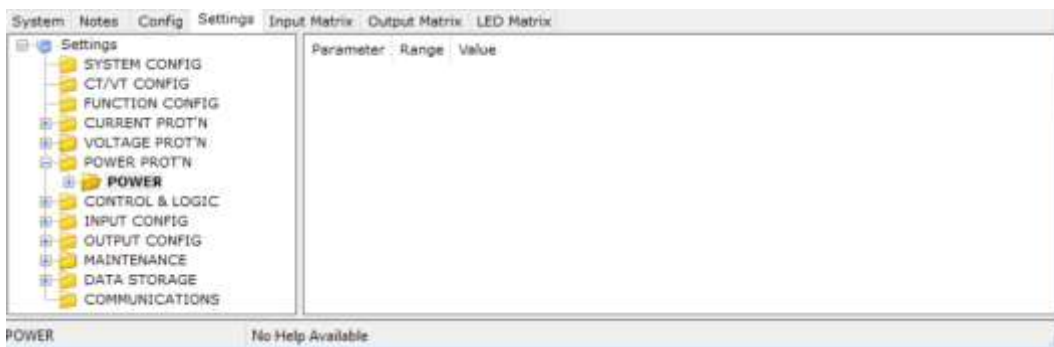 System Notes Config Settings Input Matrix Output Matrix LED Matrix
Settings
Parameter Range Value
SYSTEM CONFIG
CT/VT CONFIG
FUNCTION CONFIG
CURRENT PROT'N
VOLTAGE PROT'N
POWER PROT'N
POWER
CONTROL & LOGIC
INPUT CONFIG
OUTPUT CONFIG
MAINTENANCE
DATA STORAGE
COMMUNICATIONS
POWER No Help Available